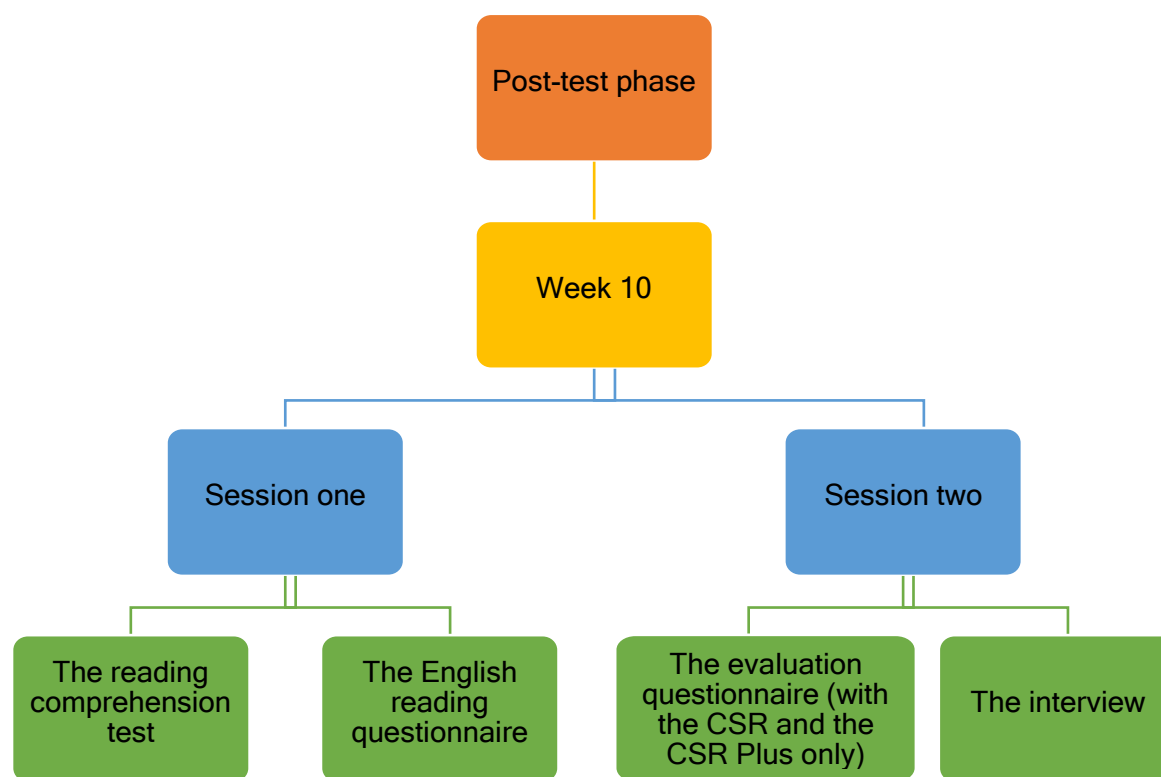 Post-test phase
Week 10
Session one
Session two
The reading
comprehension
test
The English
reading
questionnaire
The evaluation
questionnaire (with
the CSR and the
CSR Plus only)
The interview